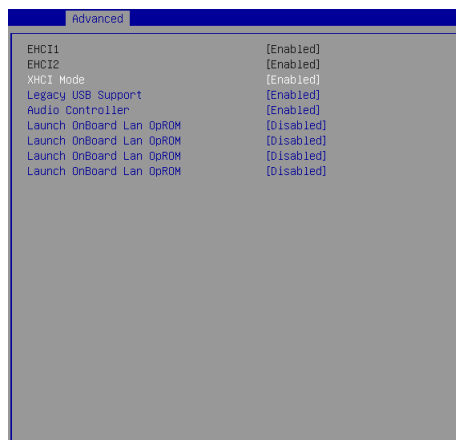 Advanced
EHCI1 [Enabled]
EHCI2 [Enabled]
XHCI Mode [Enabled]
Legacy USB Support [Enabled]
Audio Controller [Enabled]
Launch OnBoard Lan OpROM [Disabled]
Launch OnBoard Lan OpROM [Disabled]
Launch OnBoard Lan OpROM [Disabled]
Launch OnBoard Lan OpROM [Disabled]